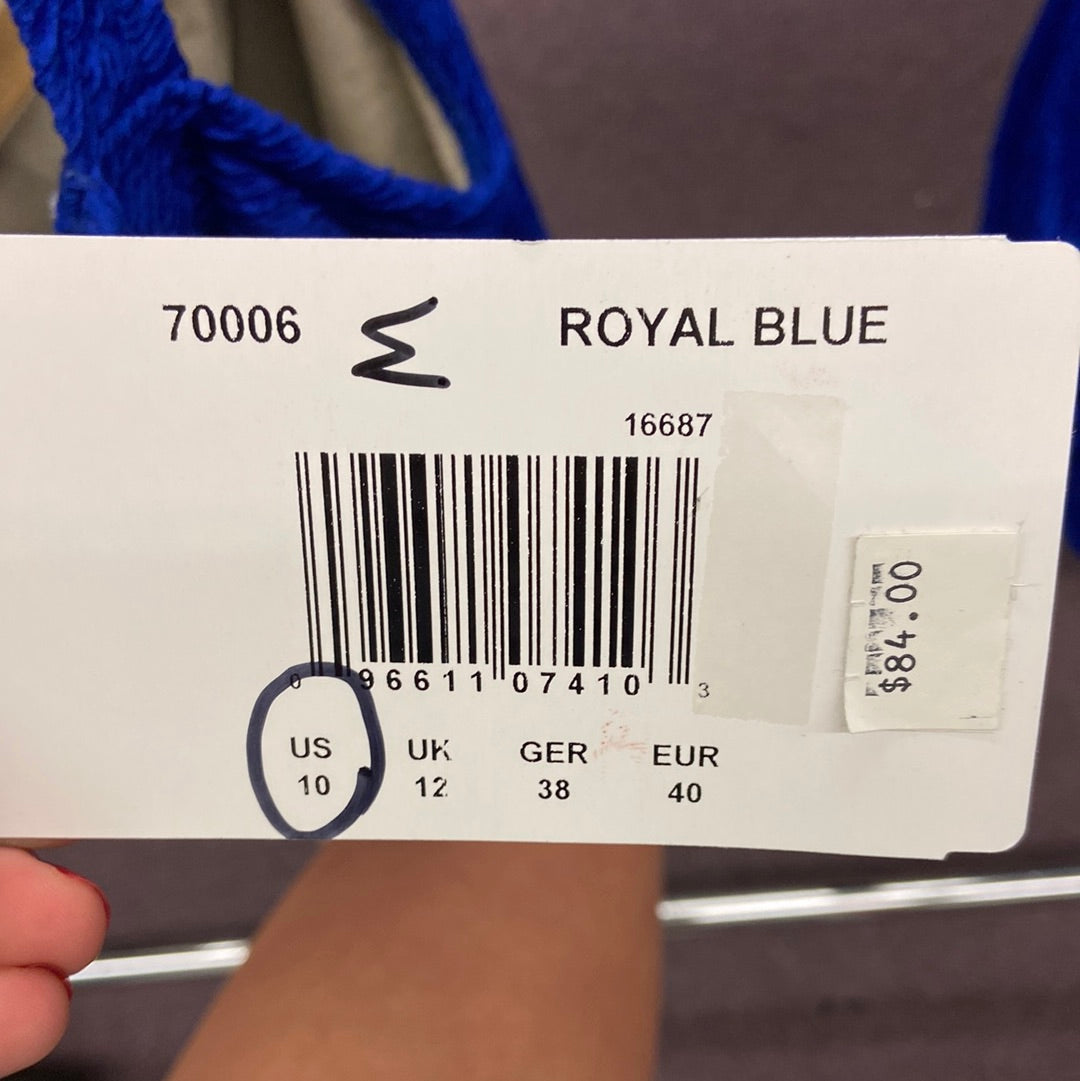 70006 M ROYAL BLUE
16687
0 96611 07410 3
US UK GER EUR
10 12 38 40
$84.00